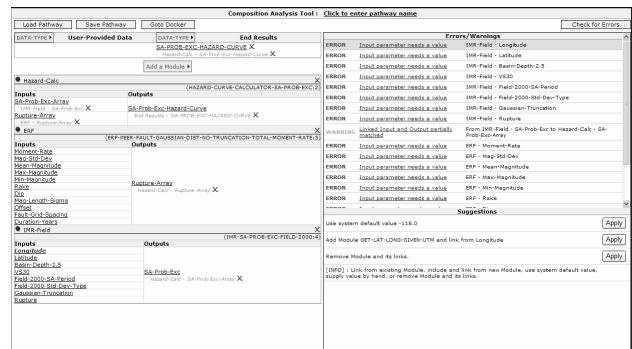 Composition Analysis Tool : Click to enter pathway name
Load Pathway Save Pathway Goto Docker Check for Errors
DATA-TYPE User-Provided Data DATA-TYPE End Results
SA-PROB-EXC-HAZARD-CURVE X
Hazard-Calc - SA-Prob-Exc-Hazard-Curve X
Add a Module
Hazard-Calc X
(HAZARD-CURVE-CALCULATOR-SA-PROB-EXC:2)
Inputs Outputs
SA-Prob-Exc-Array
IMR-Field - SA-Prob-Exc X
SA-Prob-Exc-Hazard-Curve
Rupture-Array
End Results - SA-PROB-EXC-HAZARD-CURVE X
ERF - Rupture-Array X
ERF X
(ERF-PEER-FAULT-GAUSSIAN-DIST-NO-TRUNCATION-TOTAL-MOMENT-RATE:3)
Inputs Outputs
Moment-Rate
Mag-Std-Dev
Mean-Magnitude
Max-Magnitude
Min-Magnitude
Rake
Dip
Mag-Length-Sigma
Offset
Fault-Grid-Spacing
Duration-Years
Rupture-Array
Hazard-Calc - Rupture-Array X
IMR-Field X
(IMR-SA-PROB-EXC-FIELD-2000:4)
Inputs Outputs
Longitude
Latitude
Basin-Depth-2.5
VS30
Field-2000-SA-Period
Field-2000-Std-Dev-Type
Gaussian-Truncation
Rupture
SA-Prob-Exc
Hazard-Calc - SA-Prob-Exc-Array X
Errors/Warnings
ERROR Input parameter needs a value IMR-Field - Longitude
ERROR Input parameter needs a value IMR-Field - Latitude
ERROR Input parameter needs a value IMR-Field - Basin-Depth-2.5
ERROR Input parameter needs a value IMR-Field - VS30
ERROR Input parameter needs a value IMR-Field - Field-2000-SA-Period
ERROR Input parameter needs a value IMR-Field - Field-2000-Std-Dev-Type
ERROR Input parameter needs a value IMR-Field - Gaussian-Truncation
ERROR Input parameter needs a value IMR-Field - Rupture
WARNING Linked Input and Output partially matched From IMR-Field - SA-Prob-Exc to Hazard-Calc - SA-Prob-Exc-Array
ERROR Input parameter needs a value ERF - Moment-Rate
ERROR Input parameter needs a value ERF - Mag-Std-Dev
ERROR Input parameter needs a value ERF - Mean-Magnitude
ERROR Input parameter needs a value ERF - Max-Magnitude
ERROR Input parameter needs a value ERF - Min-Magnitude
ERROR Input parameter needs a value ERF - Rake
Suggestions
Use system default value -118.0 Apply
Add Module GET-LAT-LONG-GIVEN-UTM and link from Longitude Apply
Remove Module and its links. Apply
[INFO] : Link from existing Module, include and link from new Module, use system default value,
supply value by hand, or remove Module and its links.